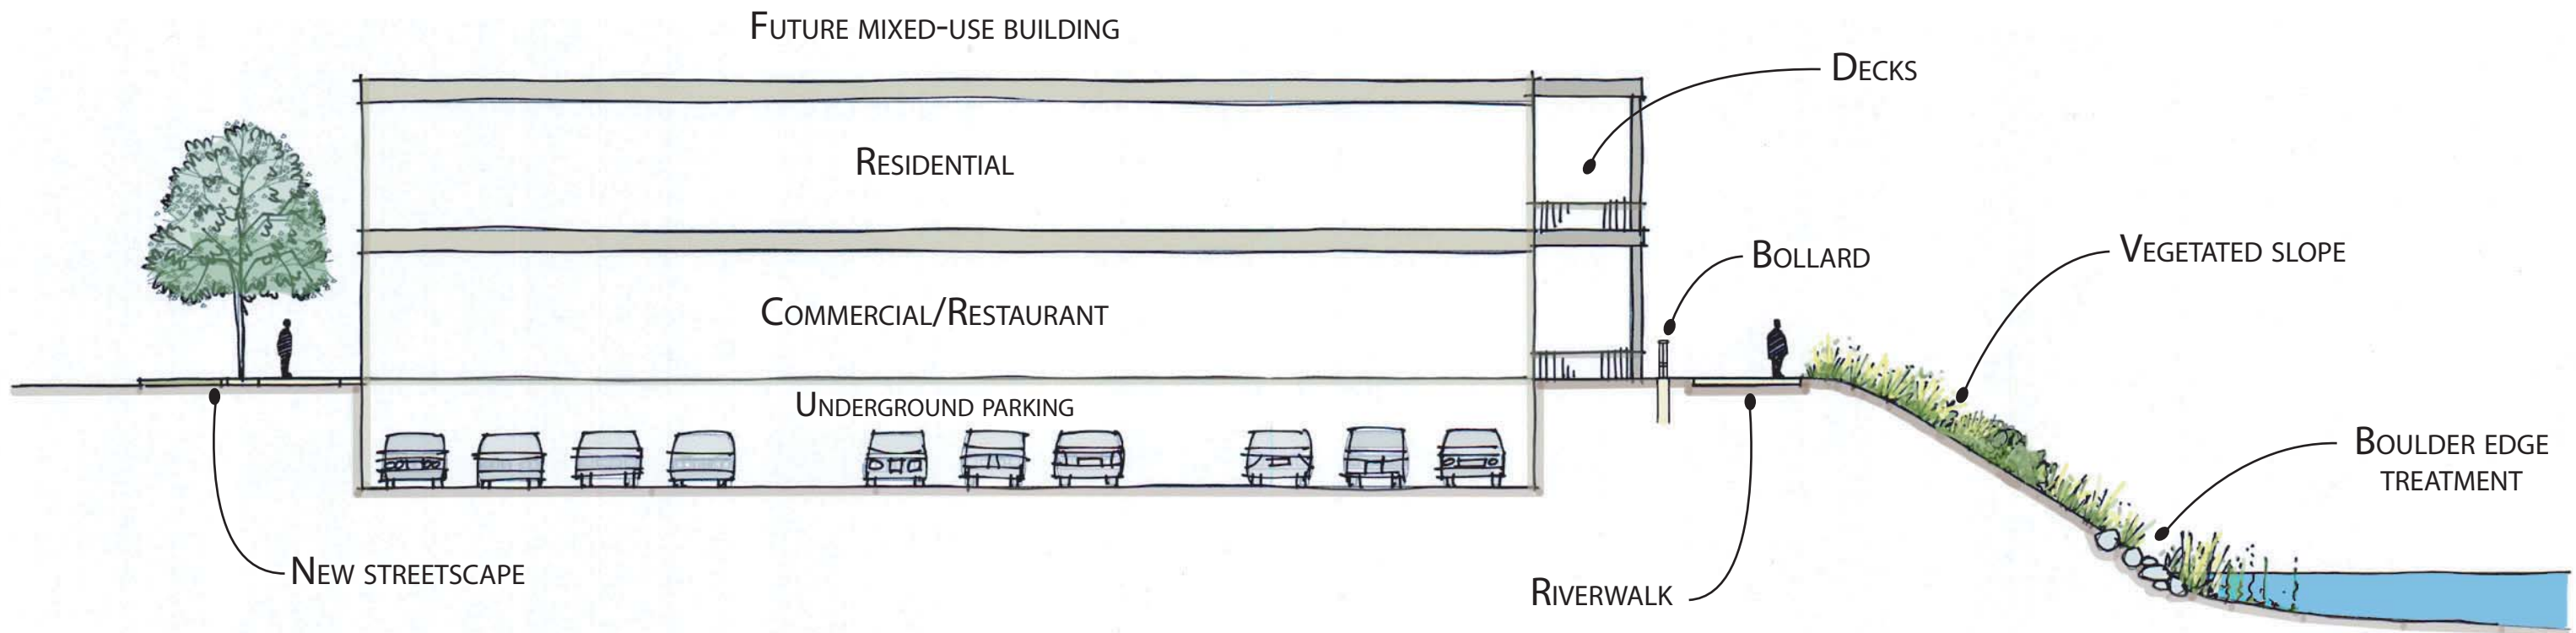 Future mixed-use building
Decks
Residential
Bollard
Vegetated slope
Commercial/Restaurant
Underground parking
Boulder edge
treatment
New streetscape
Riverwalk